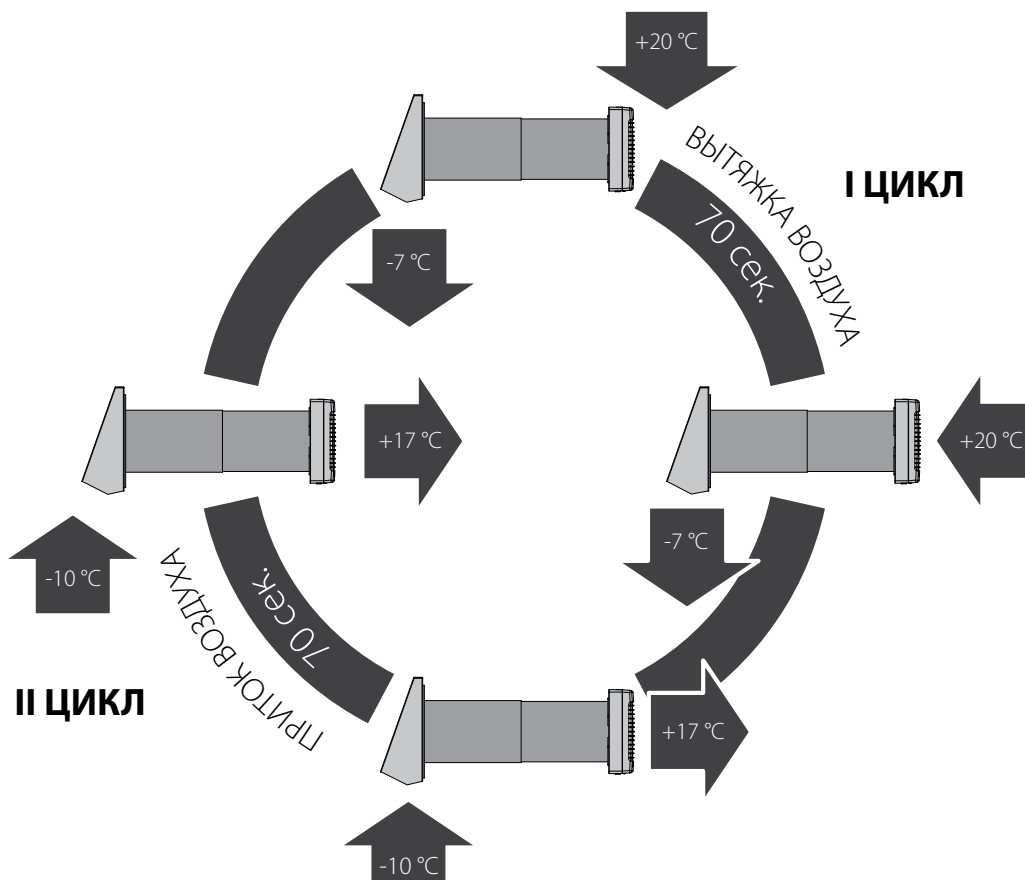 +20 °C
ВЫТЯЖКА ВОЗДУХА
I ЦИКЛ
70 сек.
-7 °C
+17 °C
+20 °C
-7 °C
-10 °C
ПРИТОК ВОЗДУХА
70 сек.
II ЦИКЛ
+17 °C
-10 °C